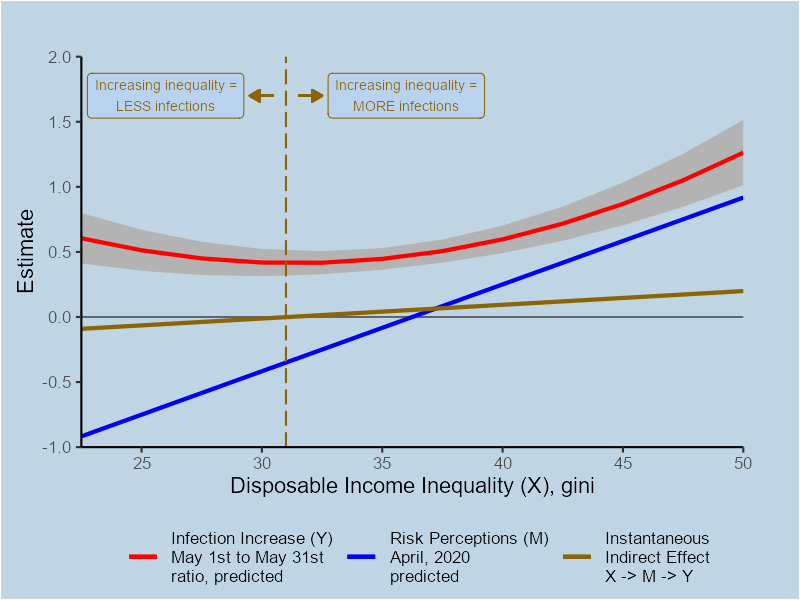 2.0
Increasing inequality =
LESS infections
Increasing inequality =
MORE infections
1.5
1.0
0.5
0.0
-0.5
-1.0
Estimate
25 30 35 40 45 50
Disposable Income Inequality (X), gini
Infection Increase (Y)
May 1st to May 31st
ratio, predicted
Risk Perceptions (M)
April, 2020
predicted
Instantaneous
Indirect Effect
X -> M -> Y